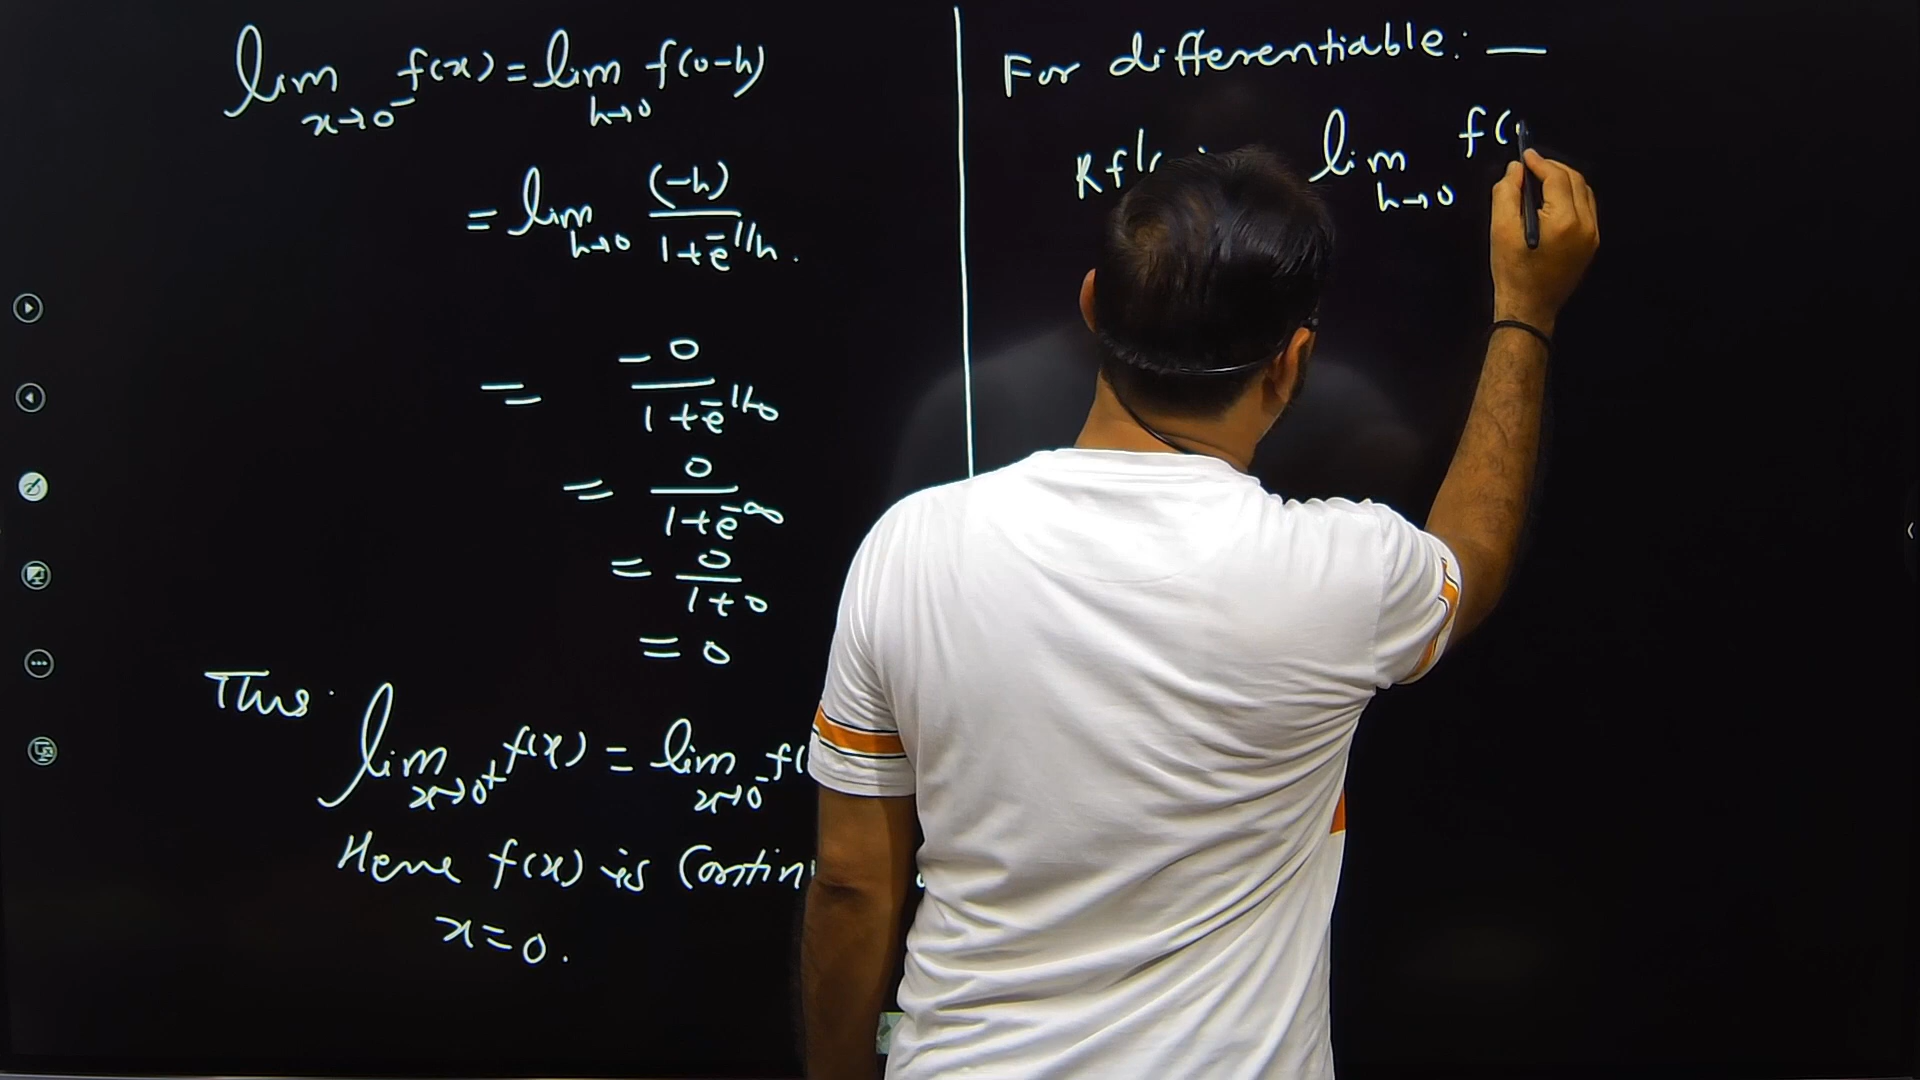 lim x→0⁻ f(x) = lim h→0 f(0-h)
= lim h→0 (-h) / 1+e^-1/h .
= -0 / 1+e^-1/0
= 0 / 1+e^-∞
= 0 / 1+0
= 0
Thus lim x→0⁺ f(x) = lim x→0⁻ f(
Hence f(x) is
x=0.
For differentiable: —
Rf'( lim h→0 f(